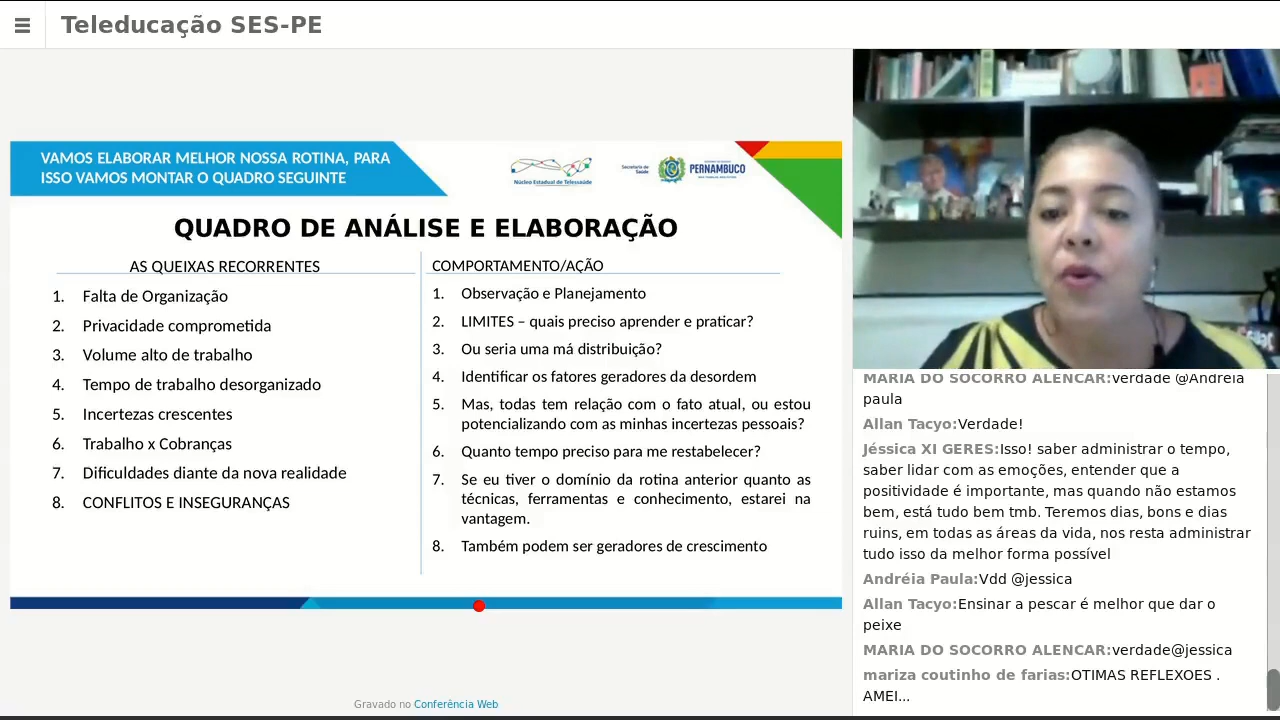 Teleducação SES-PE
VAMOS ELABORAR MELHOR NOSSA ROTINA, PARA
ISSO VAMOS MONTAR O QUADRO SEGUINTE
Núcleo Estadual de Telessaúde
Secretaria de
Saúde
PERNAMBUCO
QUADRO DE ANÁLISE E ELABORAÇÃO
AS QUEIXAS RECORRENTES
1. Falta de Organização
2. Privacidade comprometida
3. Volume alto de trabalho
4. Tempo de trabalho desorganizado
5. Incertezas crescentes
6. Trabalho x Cobranças
7. Dificuldades diante da nova realidade
8. CONFLITOS E INSEGURANÇAS
COMPORTAMENTO/AÇÃO
1. Observação e Planejamento
2. LIMITES – quais preciso aprender e praticar?
3. Ou seria uma má distribuição?
4. Identificar os fatores geradores da desordem
5. Mas, todas tem relação com o fato atual, ou estou
potencializando com as minhas incertezas pessoais?
6. Quanto tempo preciso para me restabelecer?
7. Se eu tiver o domínio da rotina anterior quanto as
técnicas, ferramentas e conhecimento, estarei na
vantagem.
8. Também podem ser geradores de crescimento
Gravado no Conferência Web
MARIA DO SOCORRO ALENCAR:verdade @Andreia
paula
Allan Tacyo:Verdade!
Jéssica XI GERES:Isso! saber administrar o tempo,
saber lidar com as emoções, entender que a
positividade é importante, mas quando não estamos
bem, está tudo bem tmb. Teremos dias, bons e dias
ruins, em todas as áreas da vida, nos resta administrar
tudo isso da melhor forma possível
Andréia Paula:Vdd @jessica
Allan Tacyo:Ensinar a pescar é melhor que dar o
peixe
MARIA DO SOCORRO ALENCAR:verdade@jessica
mariza coutinho de farias:OTIMAS REFLEXOES .
AMEI...